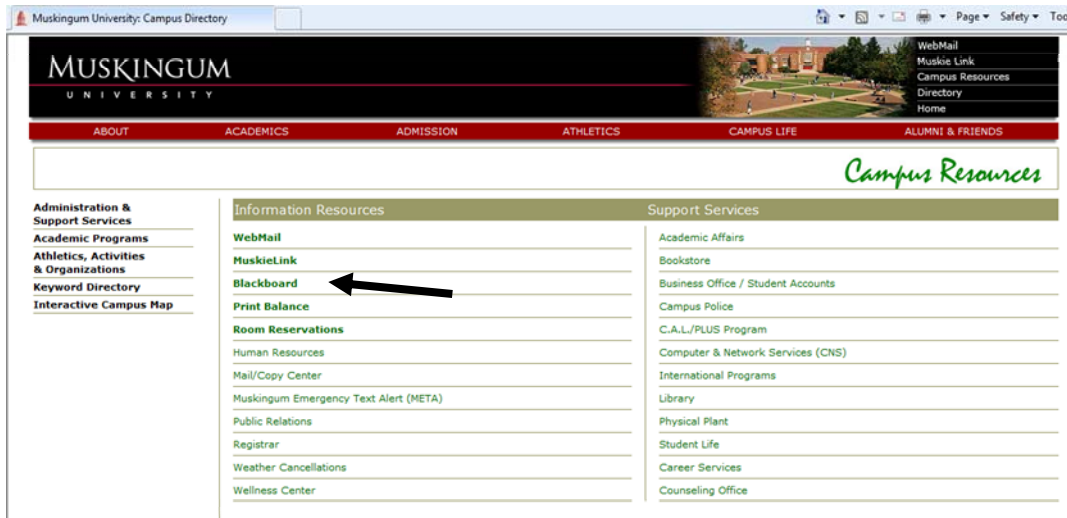 Muskingum University: Campus Directory
Page Safety Too
MUSKINGUM
UNIVERSITY
WebMail
Muskie Link
Campus Resources
Directory
Home
ABOUT ACADEMICS ADMISSION ATHLETICS CAMPUS LIFE ALUMNI & FRIENDS
Campus Resources
Administration &
Support Services
Academic Programs
Athletics, Activities
& Organizations
Keyword Directory
Interactive Campus Map
Information Resources
WebMail
MuskieLink
Blackboard
Print Balance
Room Reservations
Human Resources
Mail/Copy Center
Muskingum Emergency Text Alert (META)
Public Relations
Registrar
Weather Cancellations
Wellness Center
Support Services
Academic Affairs
Bookstore
Business Office / Student Accounts
Campus Police
C.A.L./PLUS Program
Computer & Network Services (CNS)
International Programs
Library
Physical Plant
Student Life
Career Services
Counseling Office